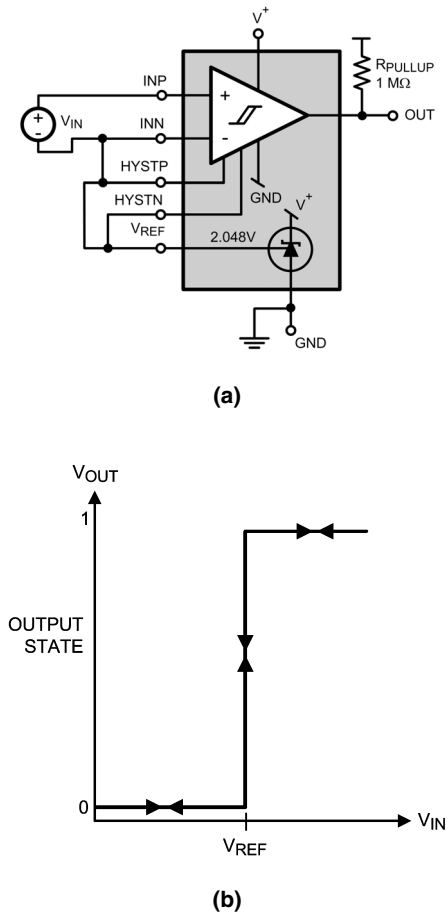 V+
RPULLUP
1 MΩ
INP
+
OUT
+
-
VIN
INN
-
HYSTP
HYSTN
GND
V+
VREF
2.048V
GND
(a)
VOUT
1
OUTPUT
STATE
0
VIN
VREF
(b)